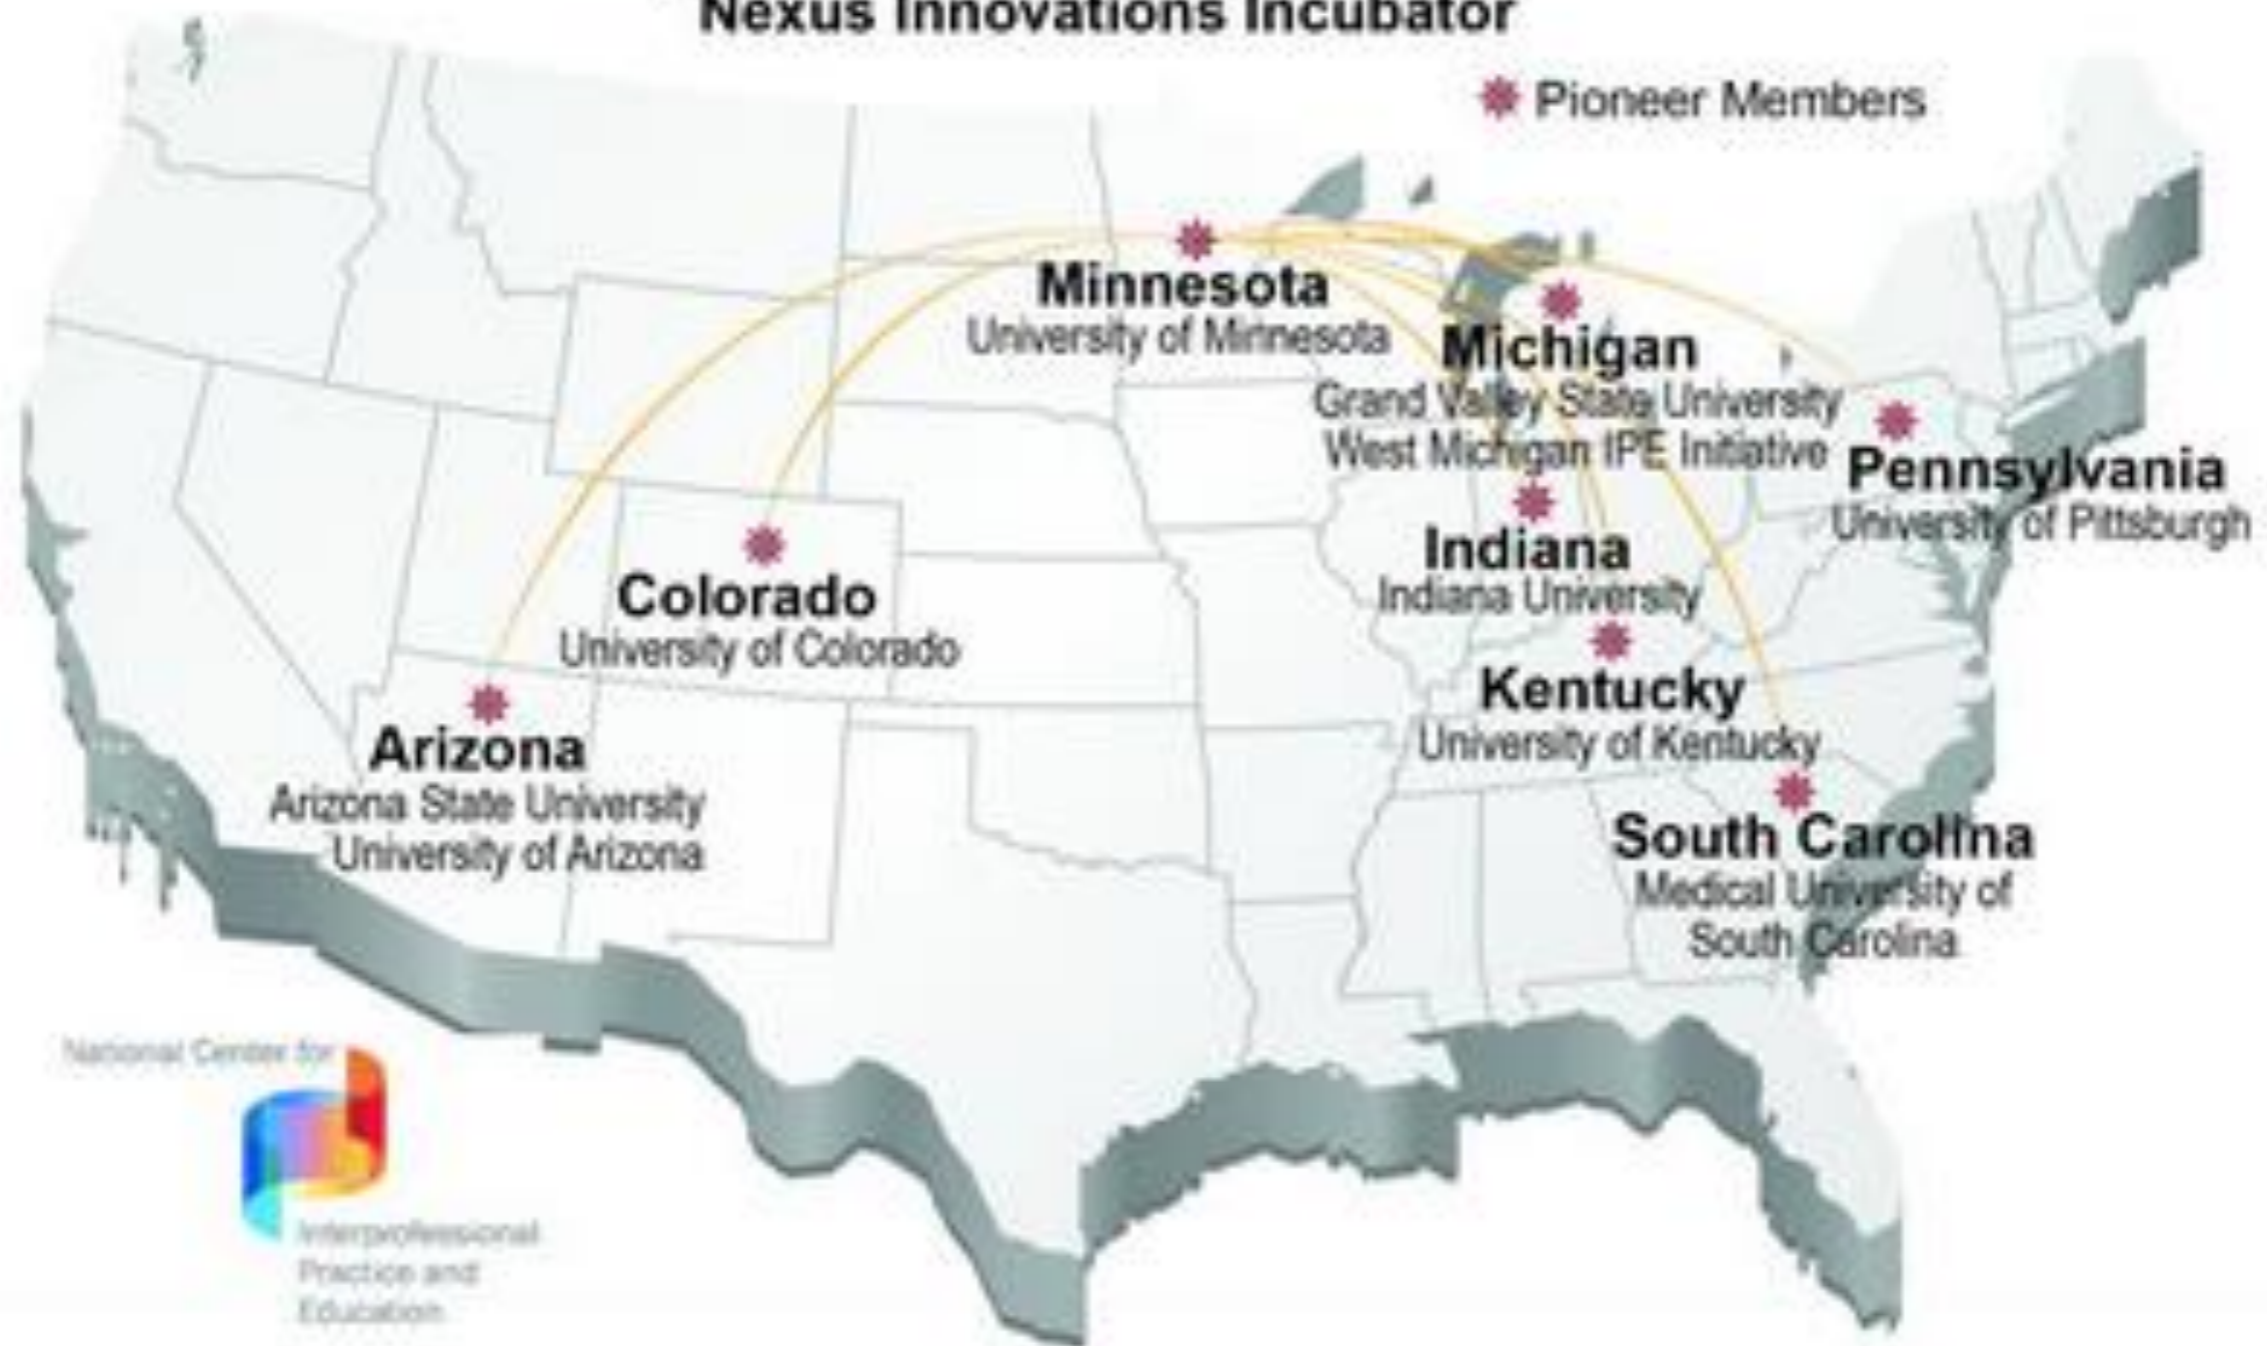 Nexus Innovations Incubator
Pioneer Members
Minnesota
University of Minnesota
Michigan
Grand Valley State University
West Michigan IPE Initiative
Pennsylvania
University of Pittsburgh
Indiana
Indiana University
Colorado
University of Colorado
Kentucky
University of Kentucky
Arizona
Arizona State University
University of Arizona
South Carolina
Medical University of
South Carolina
National Center for
Interprofessional
Practice and
Education